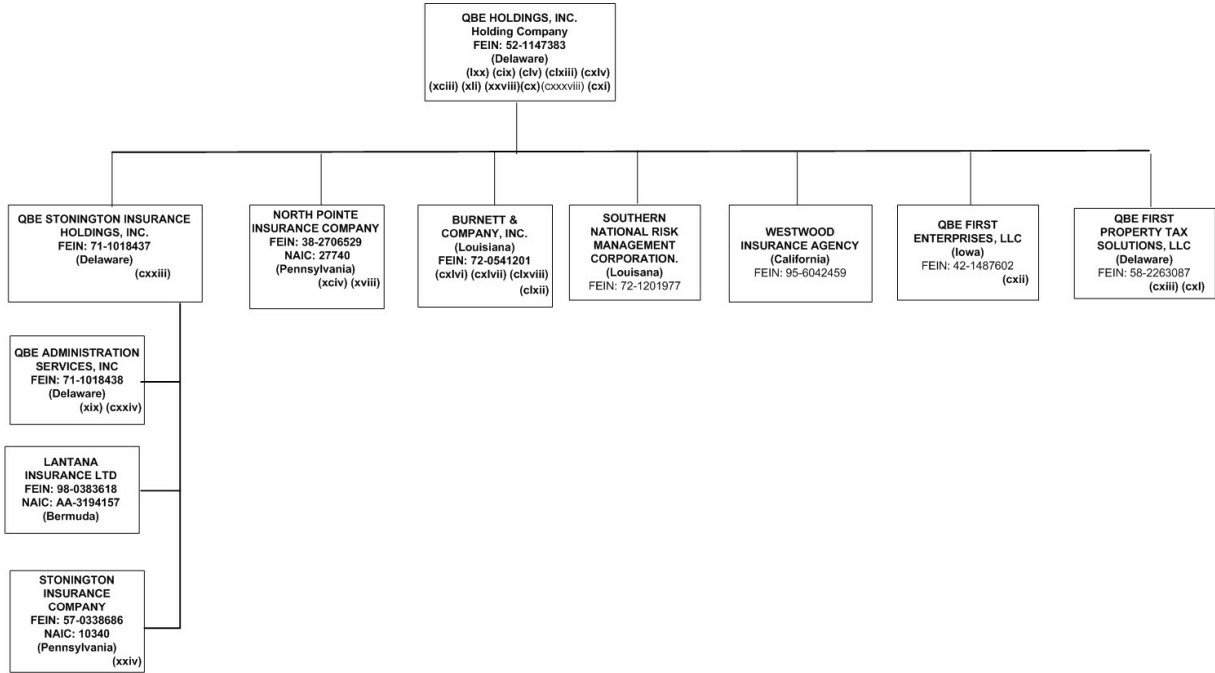 QBE HOLDINGS, INC.
Holding Company
FEIN: 52-1147383
(Delaware)
(lxx) (cix) (clv) (clxiii) (cxlv)
(xciii) (xli) (xxviii)(cx)(cxxxviii) (cxi)
QBE STONINGTON INSURANCE
HOLDINGS, INC.
FEIN: 71-1018437
(Delaware)
(cxxiii)
NORTH POINTE
INSURANCE COMPANY
FEIN: 38-2706529
NAIC: 27740
(Pennsylvania)
(xciv) (xviii)
BURNETT &
COMPANY, INC.
(Louisiana)
FEIN: 72-0541201
(cxlvi) (cxlvii) (clxviii)
(clxii)
SOUTHERN
NATIONAL RISK
MANAGEMENT
CORPORATION.
(Louisana)
FEIN: 72-1201977
WESTWOOD
INSURANCE AGENCY
(California)
FEIN: 95-6042459
QBE FIRST
ENTERPRISES, LLC
(Iowa)
FEIN: 42-1487602
(cxii)
QBE FIRST
PROPERTY TAX
SOLUTIONS, LLC
(Delaware)
FEIN: 58-2263087
(cxiii) (cxl)
QBE ADMINISTRATION
SERVICES, INC
FEIN: 71-1018438
(Delaware)
(xix) (cxxiv)
LANTANA
INSURANCE LTD
FEIN: 98-0383618
NAIC: AA-3194157
(Bermuda)
STONINGTON
INSURANCE
COMPANY
FEIN: 57-0338686
NAIC: 10340
(Pennsylvania)
(xxiv)